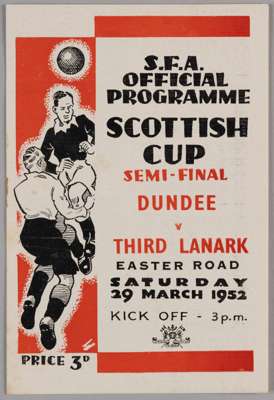 S.F.A.
OFFICIAL
PROGRAMME
SCOTTISH
CUP
SEMI-FINAL
DUNDEE
v
THIRD LANARK
EASTER ROAD
SATURDAY
29 MARCH 1952
KICK OFF - 3 p.m.
PRICE 3D